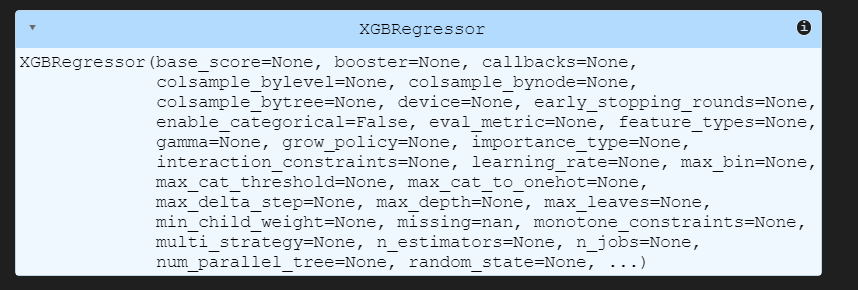 XGBRegressor
XGBRegressor(base_score=None, booster=None, callbacks=None,
colsample_bylevel=None, colsample_bynode=None,
colsample_bytree=None, device=None, early_stopping_rounds=None,
enable_categorical=False, eval_metric=None, feature_types=None,
gamma=None, grow_policy=None, importance_type=None,
interaction_constraints=None, learning_rate=None, max_bin=None,
max_cat_threshold=None, max_cat_to_onehot=None,
max_delta_step=None, max_depth=None, max_leaves=None,
min_child_weight=None, missing=nan, monotone_constraints=None,
multi_strategy=None, n_estimators=None, n_jobs=None,
num_parallel_tree=None, random_state=None, ...)